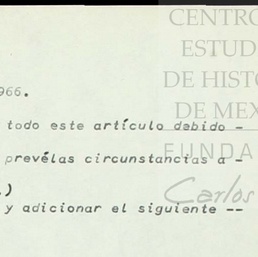 CENTRO
ESTUD
DE HISTO
DE MEX
FUNDA
Carlos
966.
todo este artículo debido -
prevélas circunstancias a -
.)
y adicionar el siguiente --